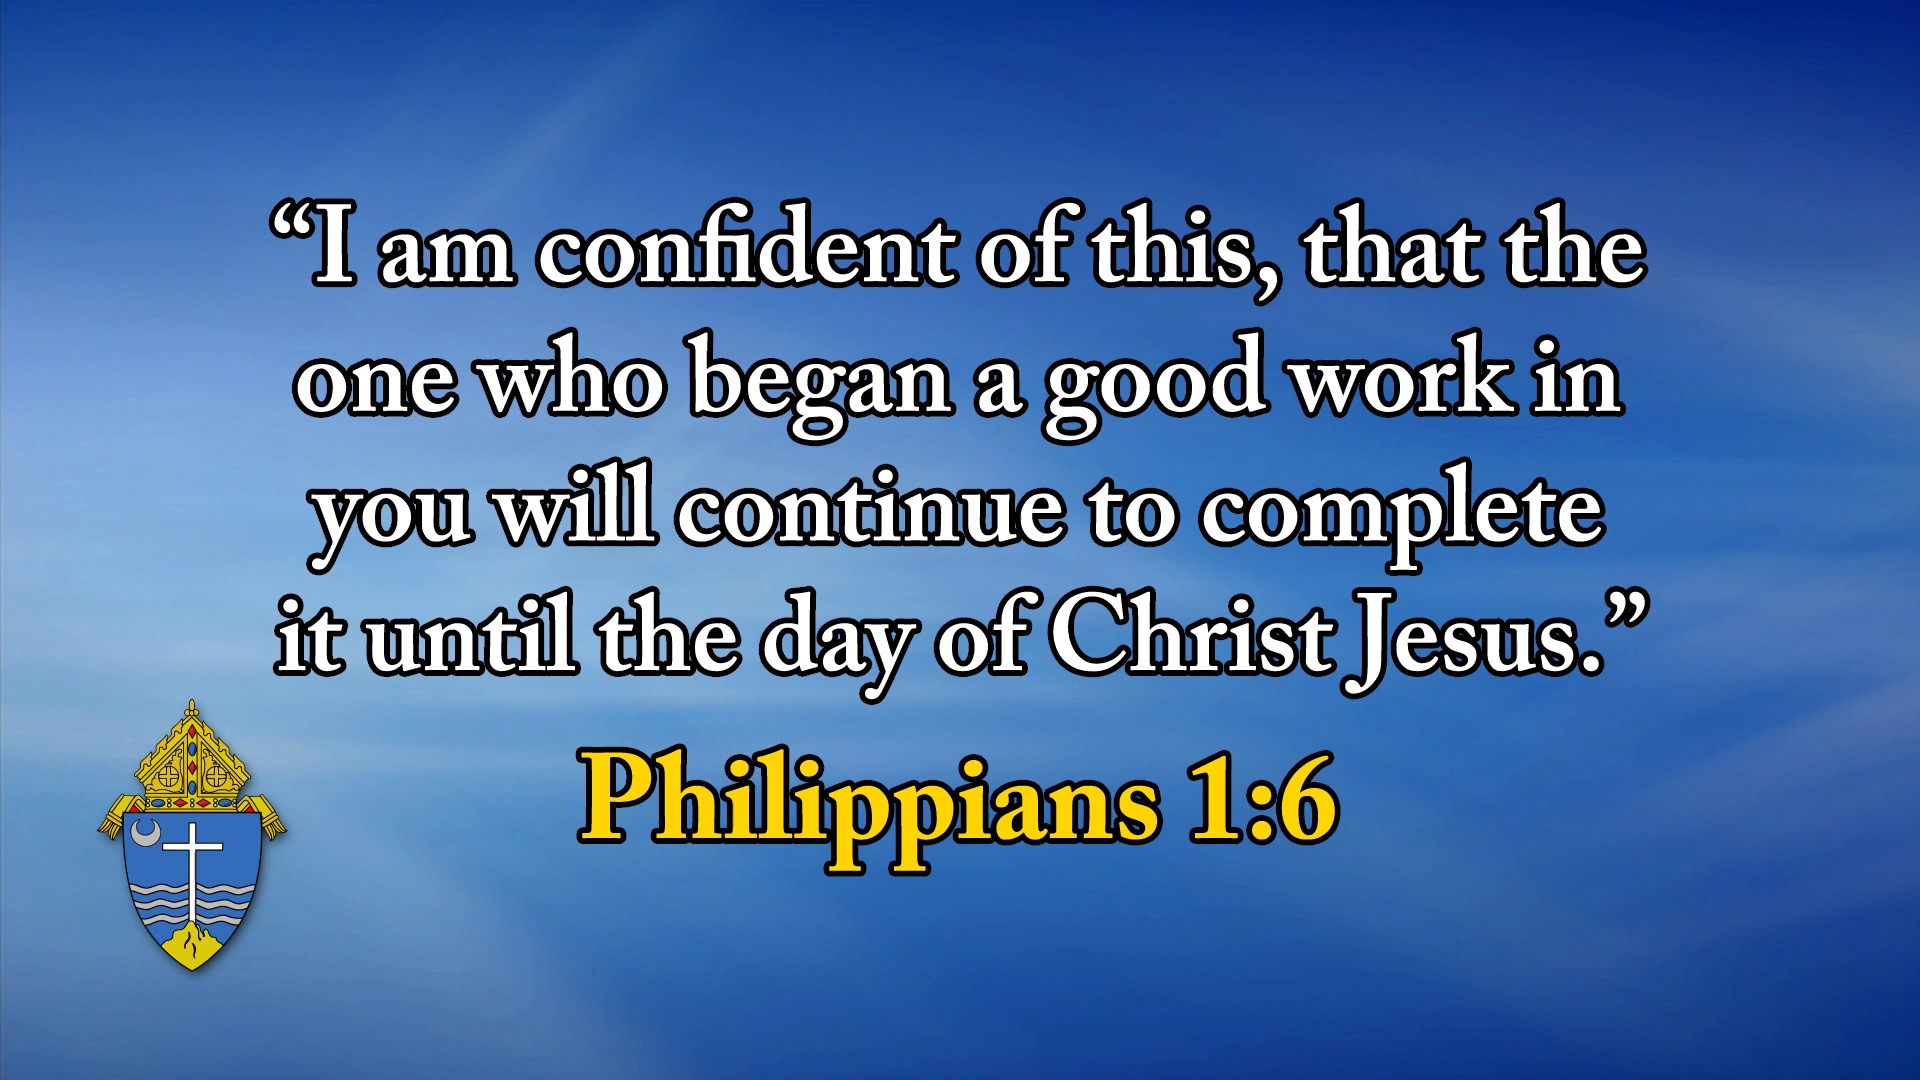 “I am confident of this, that the
one who began a good work in
you will continue to complete
it until the day of Christ Jesus.”
Philippians 1:6